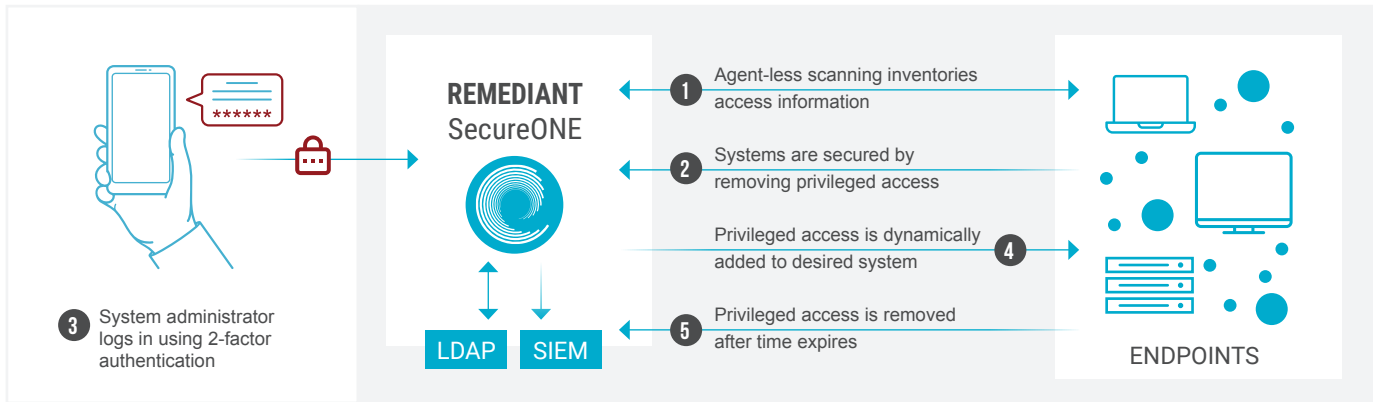 ******
3
System administrator
logs in using 2-factor
authentication
REMEDIANT
SecureONE
LDAP
SIEM
1
Agent-less scanning inventories
access information
2
Systems are secured by
removing privileged access
Privileged access is dynamically
added to desired system
4
5
Privileged access is removed
after time expires
ENDPOINTS